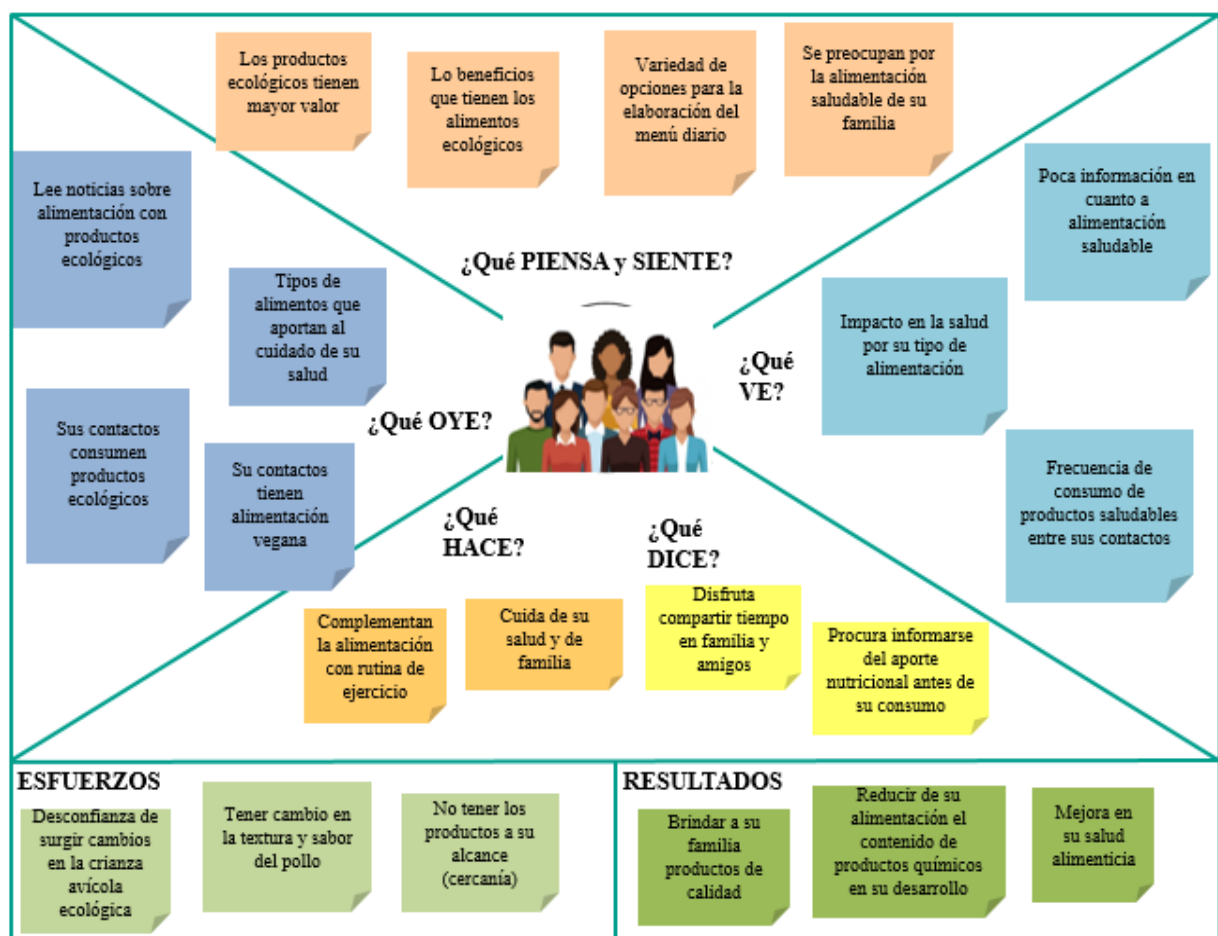 Los productos
ecológicos tienen
mayor valor
Lo beneficios
que tienen los
alimentos
ecológicos
Variedad de
opciones para la
elaboración del
menú diario
Se preocupan por
la alimentación
saludable de su
familia
¿Qué PIENSA y SIENTE?
Lee noticias sobre
alimentación con
productos
ecológicos
Tipos de
alimentos que
aportan al
cuidado de su
salud
Sus contactos
consumen
productos
ecológicos
Su contactos
tienen
alimentación
vegana
¿Qué OYE?
¿Qué
VE?
Poca información en
cuanto a
alimentación
saludable
Impacto en la salud
por su tipo de
alimentación
Frecuencia de
consumo de
productos saludables
entre sus contactos
¿Qué
HACE?
Complementan
la alimentación
con rutina de
ejercicio
Cuida de su
salud y de
familia
¿Qué
DICE?
Disfruta
compartir tiempo
en familia y
amigos
Procura informarse
del aporte
nutricional antes de
su consumo
ESFUERZOS
Desconfianza de
surgir cambios
en la crianza
avícola
ecológica
Tener cambio en
la textura y sabor
del pollo
No tener los
productos a su
alcance
(cercanía)
RESULTADOS
Brindar a su
familia
productos de
calidad
Reducir de su
alimentación el
contenido de
productos químicos
en su desarrollo
Mejora en
su salud
alimenticia